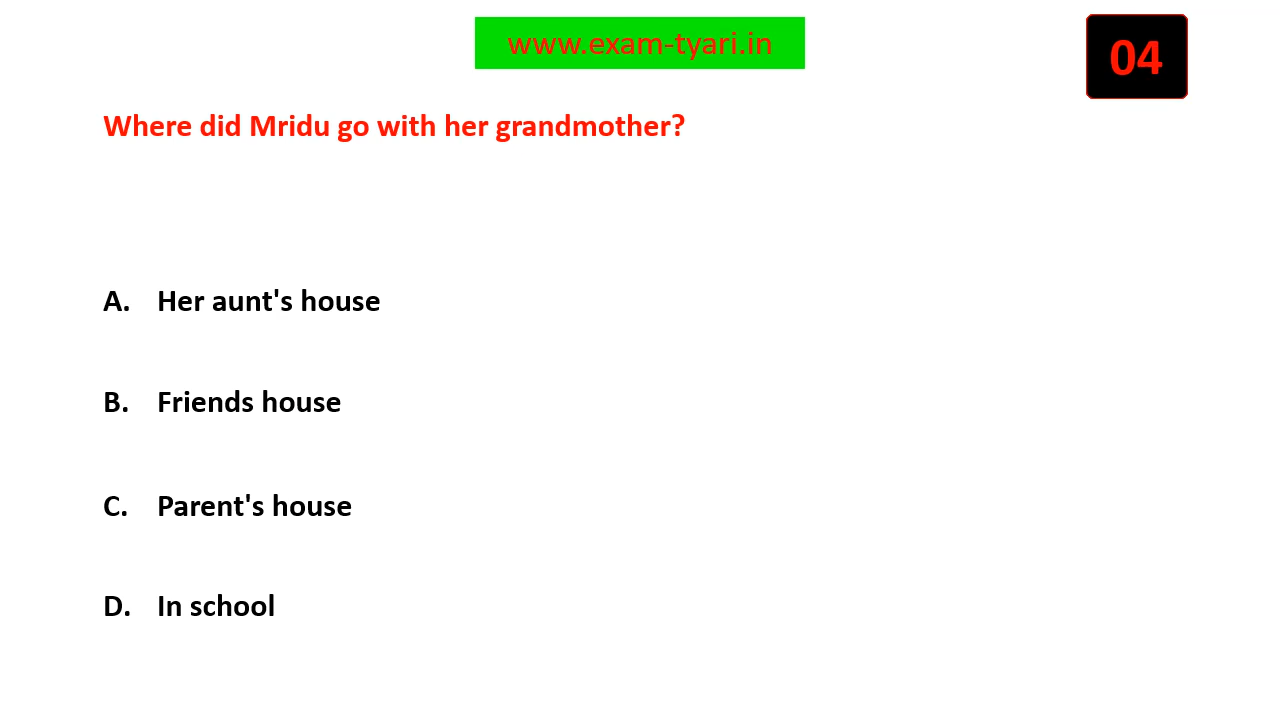 www.exam-tyari.in
04
Where did Mridu go with her grandmother?
A. Her aunt's house
B. Friends house
C. Parent's house
D. In school